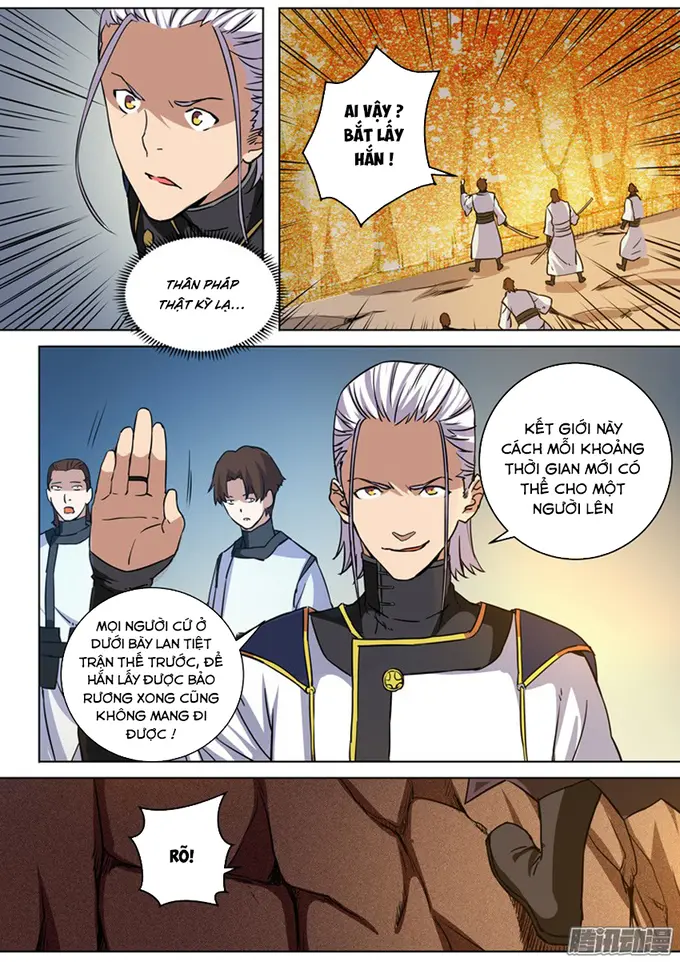 THÂN PHÁP
THẬT KỲ LẠ...
AI VẬY ?
BẮT LẤY
HẮN !
KẾT GIỚI NÀY
CÁCH MỖI KHOẢNG
THỜI GIAN MỚI CÓ
THỂ CHO MỘT
NGƯỜI LÊN
MỌI NGƯỜI CỨ Ở
DƯỚI BÀY LAN TIỆT
TRẬN THẾ TRƯỚC, ĐỂ
HẮN LẤY ĐƯỢC BẢO
RƯƠNG XONG CŨNG
KHÔNG MANG ĐI
ĐƯỢC !
RÕ!
腾讯动漫